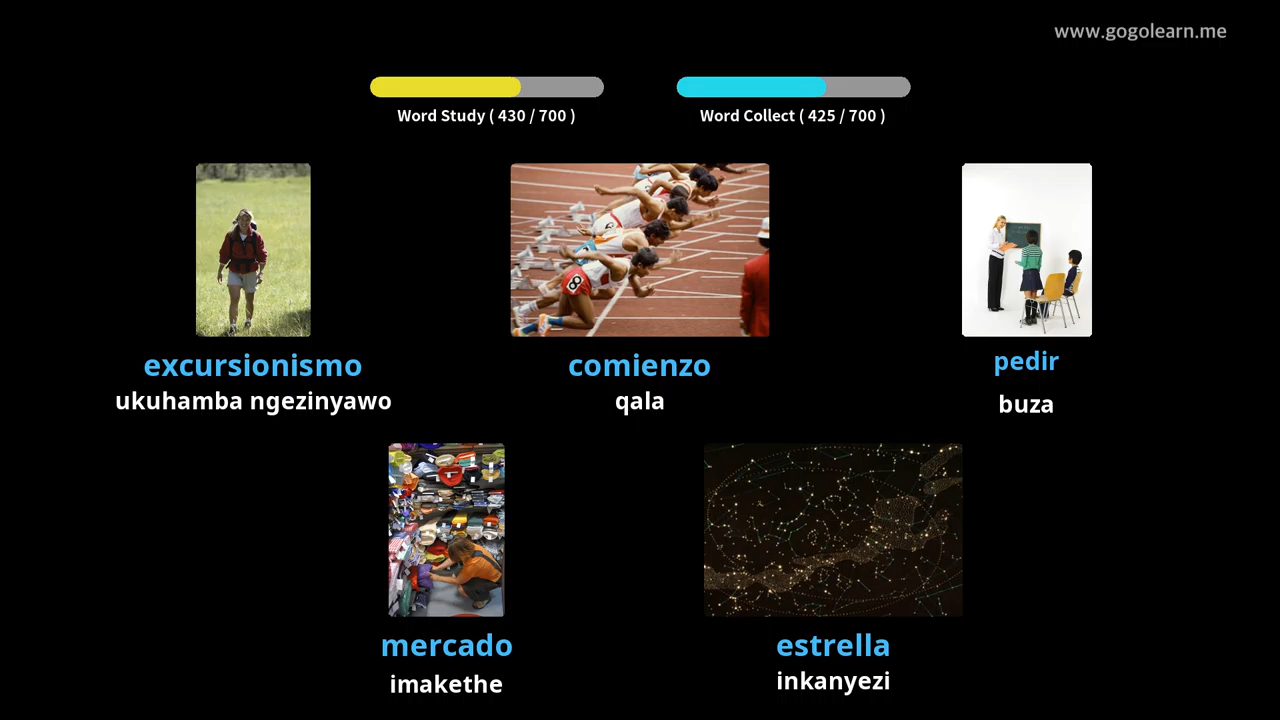 www.gogolearn.me
Word Study ( 430 / 700 )
Word Collect ( 425 / 700 )
excursionismo
ukuhamba ngezinyawo
comienzo
qala
pedir
buza
mercado
imakethe
estrella
inkanyezi